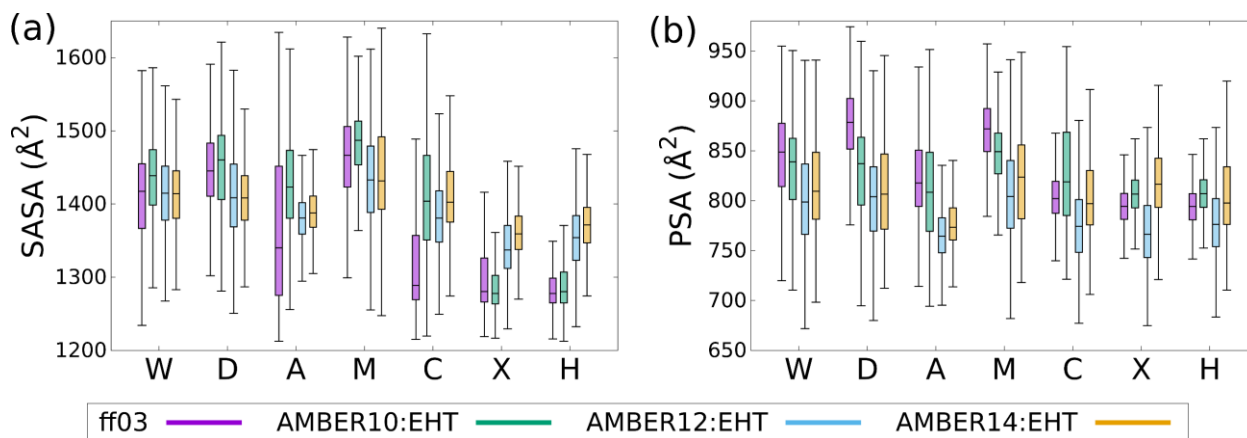 (a)
SASA (Å²)
1600
1500
1400
1300
1200
W D A M C X H
(b)
PSA (Å²)
950
900
850
800
750
700
650
W D A M C X H
ff03 AMBER10:EHT AMBER12:EHT AMBER14:EHT